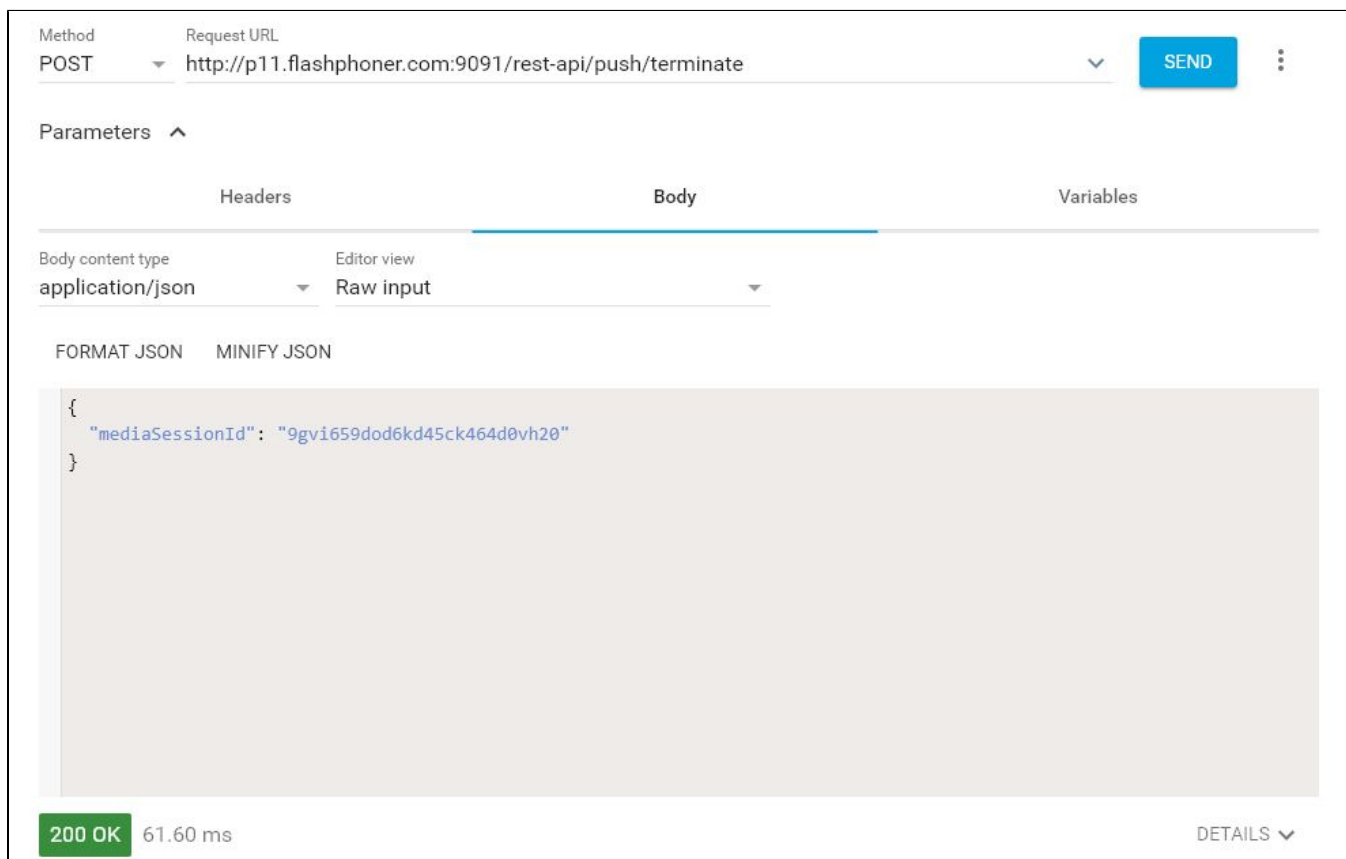 Method Request URL
POST http://p11.flashphoner.com:9091/rest-api/push/terminate SEND
Parameters
Headers Body Variables
Body content type Editor view
application/json Raw input
FORMAT JSON MINIFY JSON
{
"mediaSessionId": "9gvi659dod6kd45ck464d0vh20"
}
200 OK 61.60 ms DETAILS